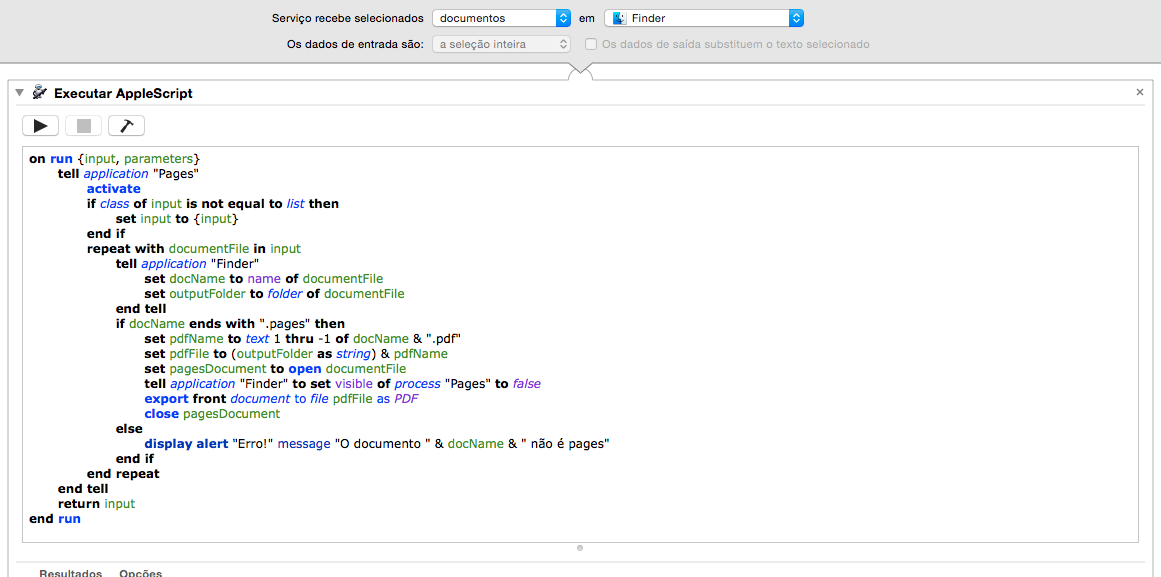 Serviço recebe selecionados documentos em Finder
Os dados de entrada são: a seleção inteira Os dados de saída substituem o texto selecionado
Executar AppleScript
on run {input, parameters}
tell application "Pages"
activate
if class of input is not equal to list then
set input to {input}
end if
repeat with documentFile in input
tell application "Finder"
set docName to name of documentFile
set outputFolder to folder of documentFile
end tell
if docName ends with ".pages" then
set pdfName to text 1 thru -1 of docName & ".pdf"
set pdfFile to (outputFolder as string) & pdfName
set pagesDocument to open documentFile
tell application "Finder" to set visible of process "Pages" to false
export front document to file pdfFile as PDF
close pagesDocument
else
display alert "Erro!" message "O documento " & docName & " não é pages"
end if
end repeat
end tell
return input
end run
Resultados Opções